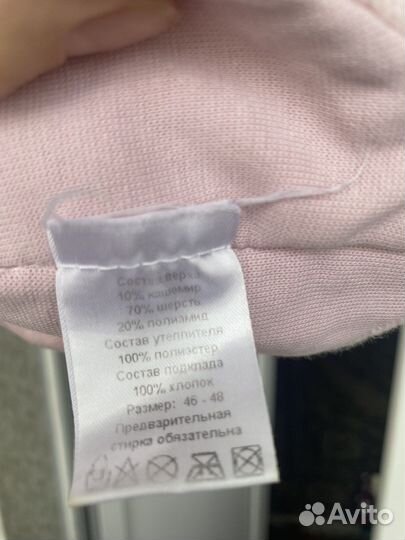 Состав верха
10% кашемир
70% шерсть
20% полиамид
Состав утеплителя
100% полиэстер
Состав подклада
100% хлопок
Размер: 46 - 48
Предварительная
стирка обязательна
Avito